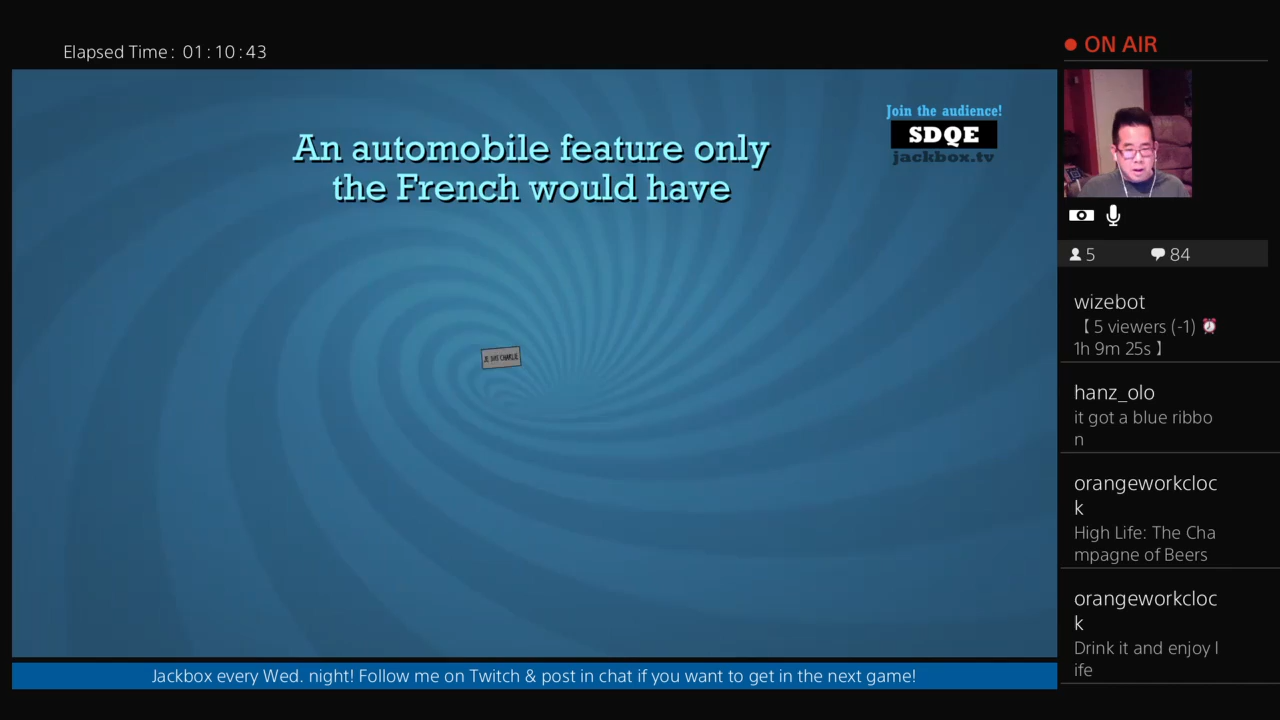 Elapsed Time: 01:10:43
ON AIR
An automobile feature only
the French would have
Join the audience!
SDQE
jackbox.tv
5
84
wizebot
【 5 viewers (-1) ⏰
1h 9m 25s 】
hanz_olo
it got a blue ribbo
n
orangeworkcloc
k
High Life: The Cha
mpagne of Beers
orangeworkcloc
k
Drink it and enjoy l
ife
Jackbox every Wed. night! Follow me on Twitch & post in chat if you want to get in the next game!